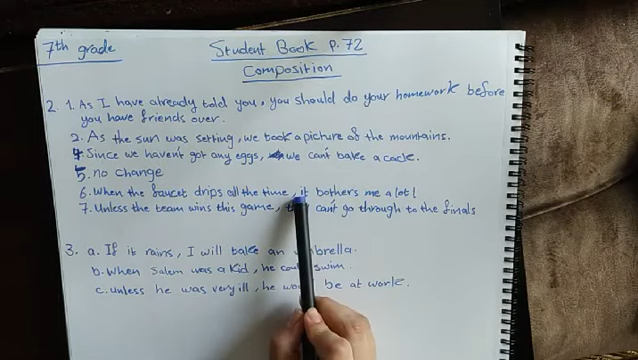 7th grade
Student Book p.72
Composition
2. 1. As I have already told you, you should do your homework before
you have friends over.
2. As the sun was setting, we took a picture of the mountains.
4. Since we haven't got any eggs, we can't bake a cake.
5. no change
6. When the faucet drips all the time, it bothers me a lot!
7. Unless the team wins this game, can't go through to the finals
3. a. If it rains, I will take an umbrella.
b. When Salem was a kid, he could swim.
c. unless he was very ill, he would be at work.